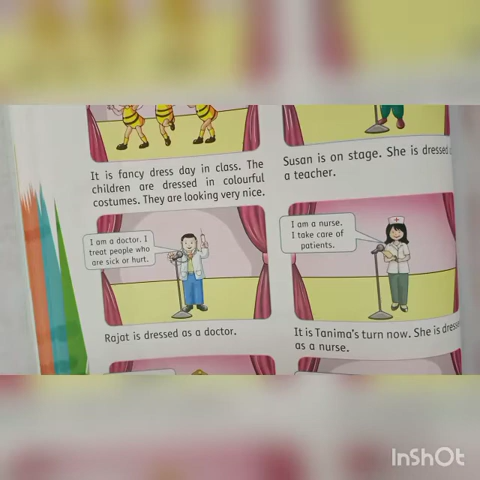 It is fancy dress day in class. The
children are dressed in colourful
costumes. They are looking very nice.
Susan is on stage. She is dressed
a teacher.
I am a doctor. I
treat people who
are sick or hurt.
Rajat is dressed as a doctor.
I am a nurse.
I take care of
patients.
It is Tanima's turn now. She is
as a nurse.
InShOt